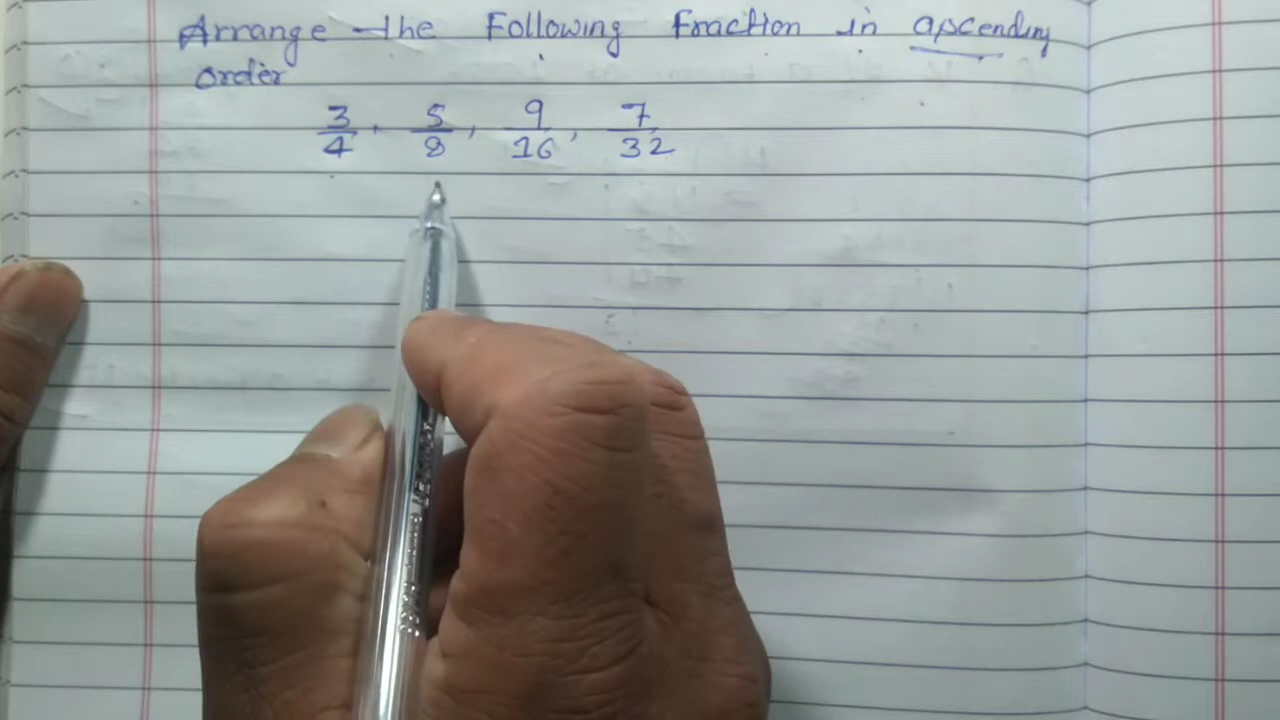 Arrange the Following Fraction in ascending
order
3/4, 5/8, 9/16, 7/32